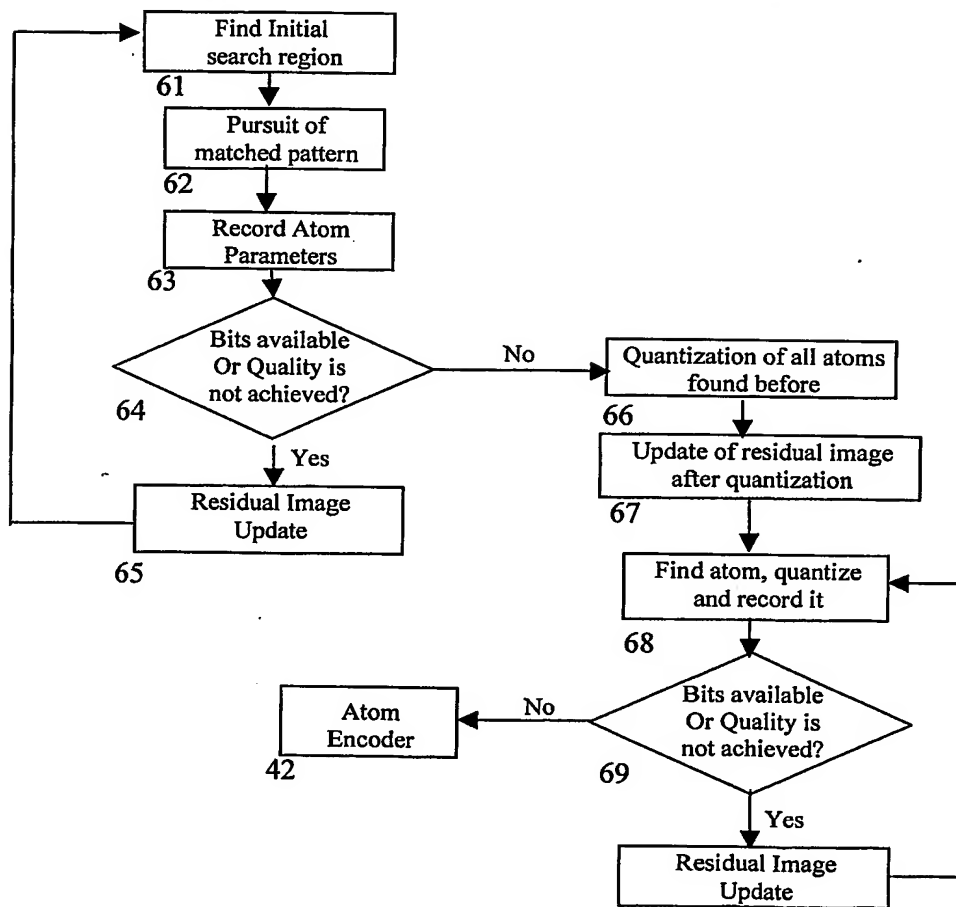 Find Initial
search region
61
Pursuit of
matched pattern
62
Record Atom
Parameters
63
Bits available
Or Quality is
not achieved?
64
No
Yes
Residual Image
Update
65
Quantization of all atoms
found before
66
Update of residual image
after quantization
67
Find atom, quantize
and record it
68
Bits available
Or Quality is
not achieved?
69
No
Atom
Encoder
42
Yes
Residual Image
Update